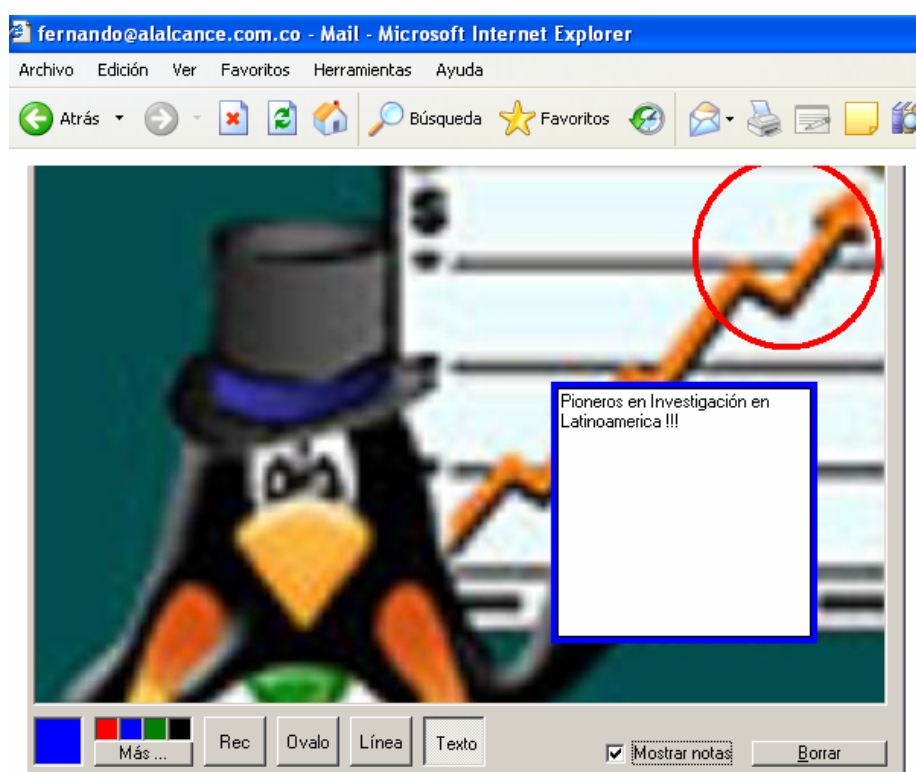 fernando@alalcance.com.co - Mail - Microsoft Internet Explorer
Archivo Edición Ver Favoritos Herramientas Ayuda
Atrás Búsqueda Favoritos
$
Pioneros en Investigación en
Latinoamerica !!!
Más ... Rec Ovalo Línea Texto Mostrar notas Borrar